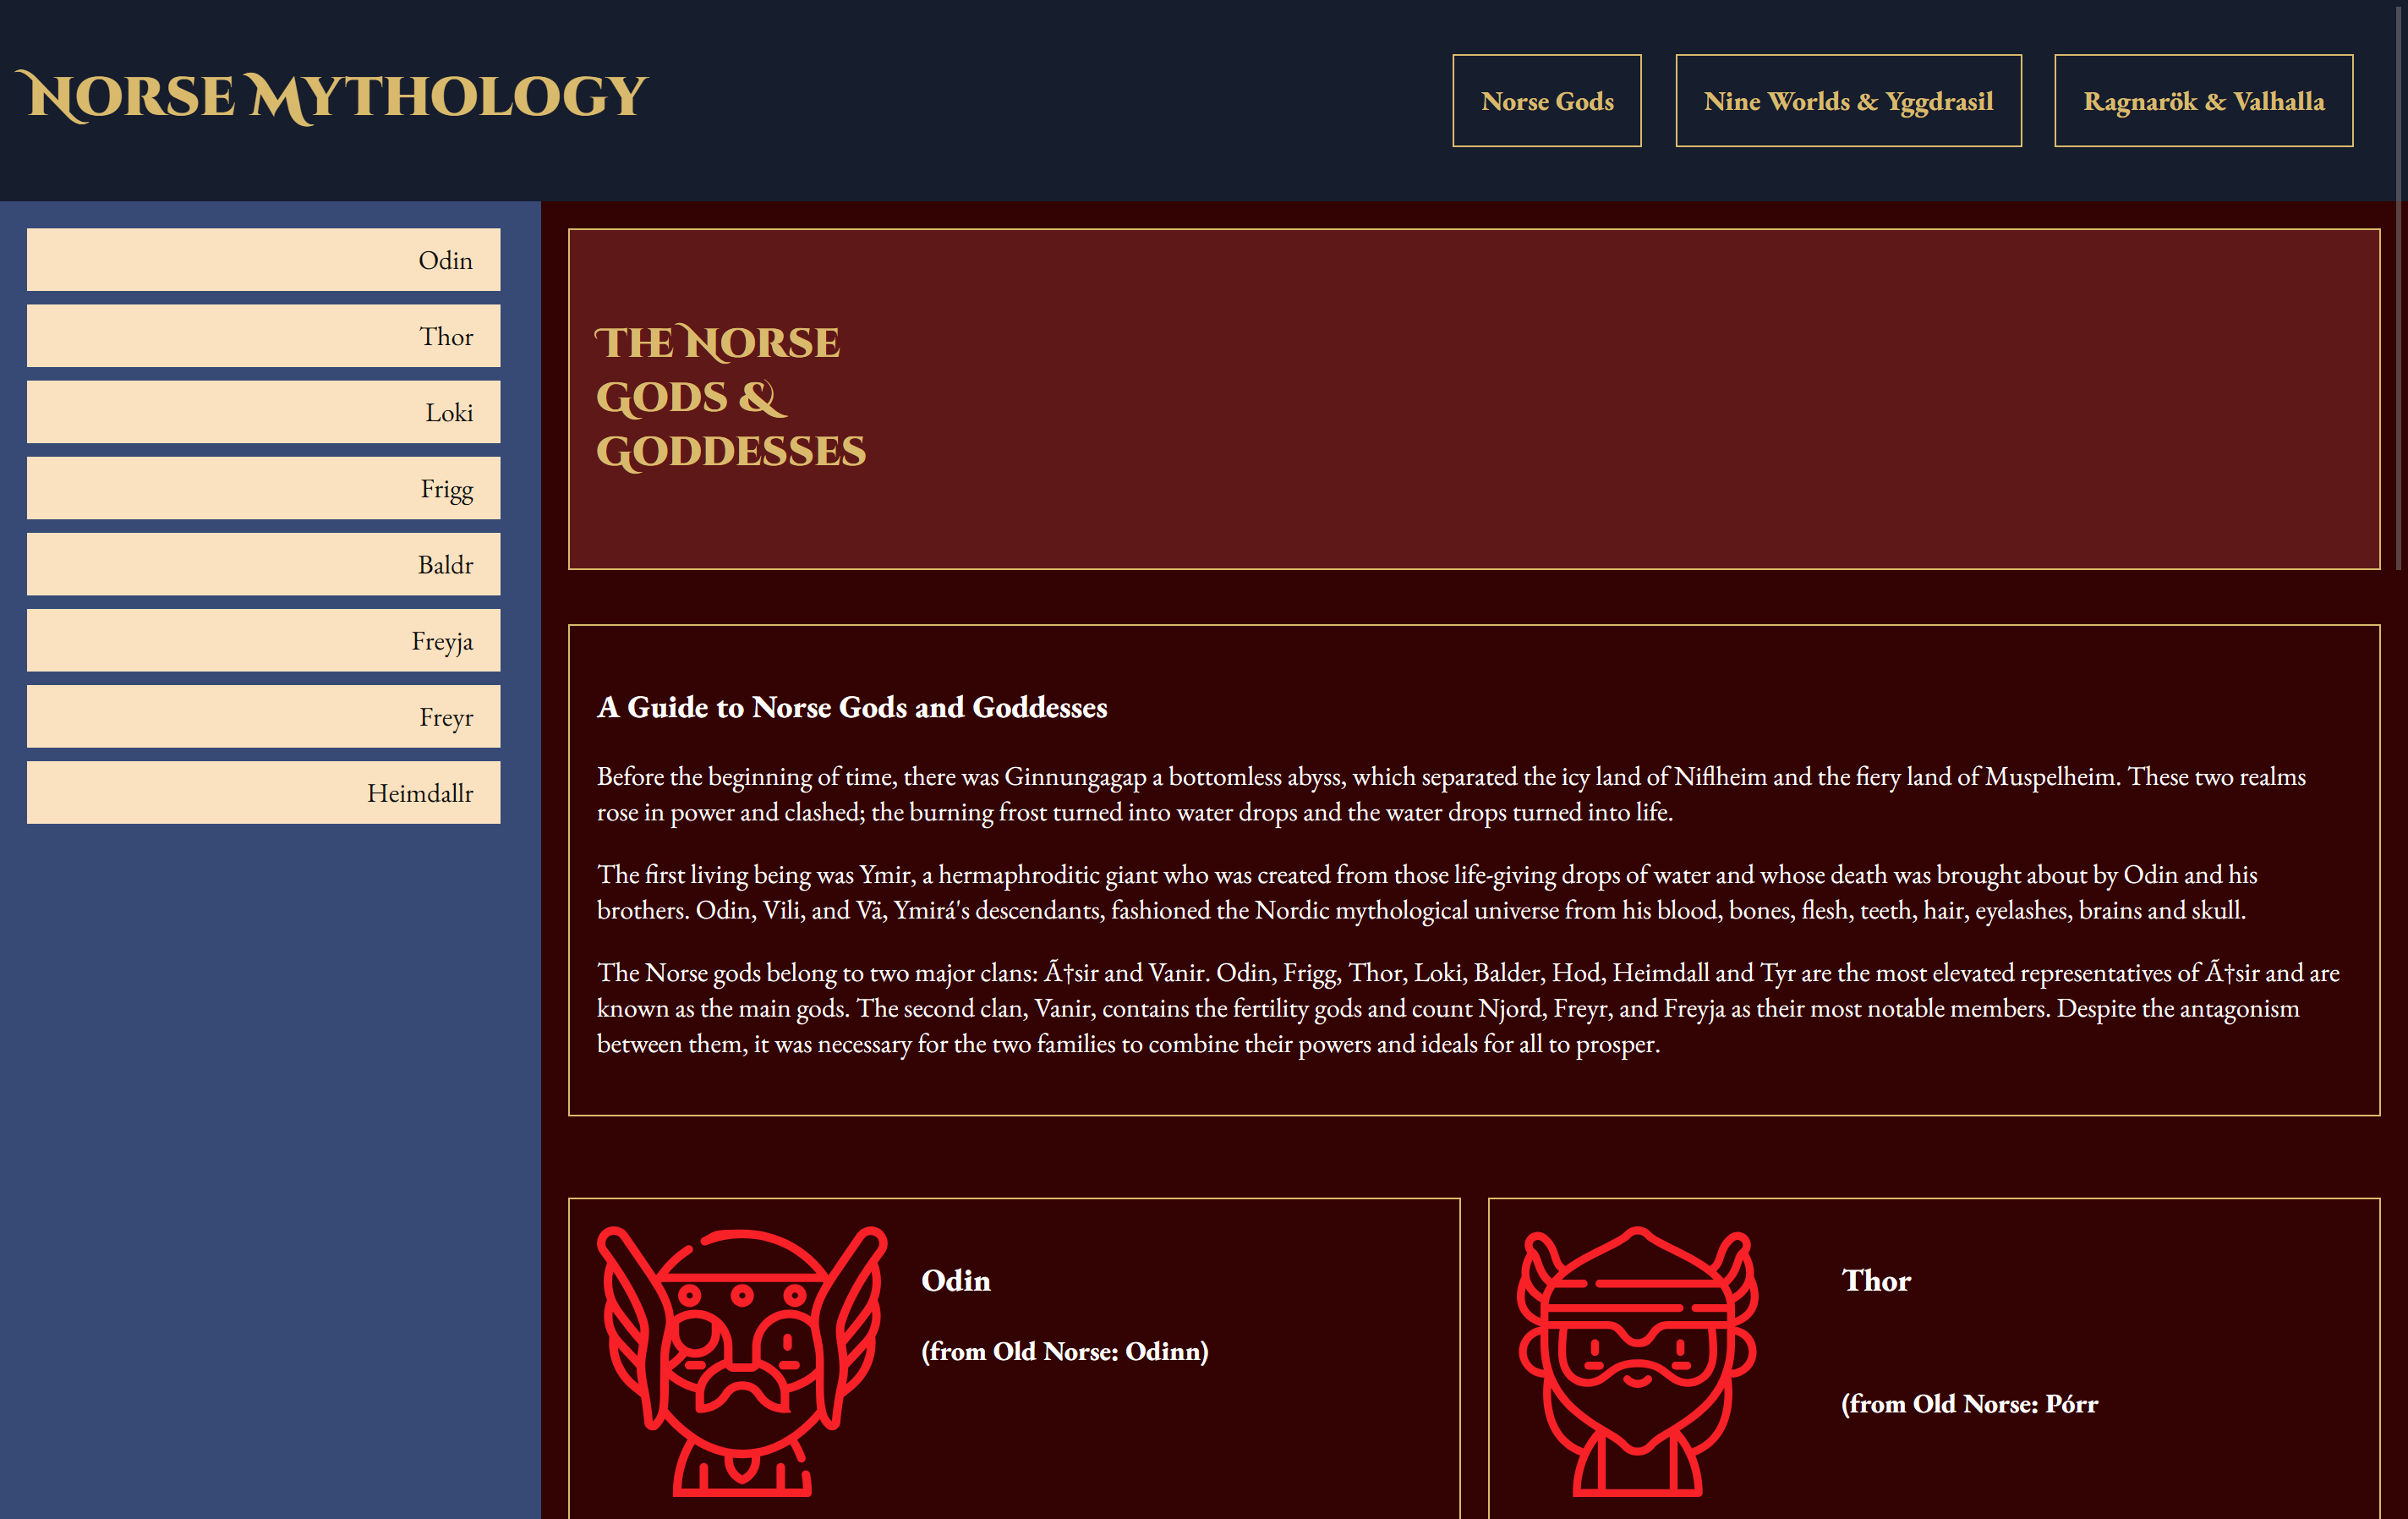 Norse Mythology
Norse Gods
Nine Worlds & Yggdrasil
Ragnarök & Valhalla
Odin
Thor
Loki
Frigg
Baldr
Freyja
Freyr
Heimdallr
The Norse
Gods &
Goddesses
A Guide to Norse Gods and Goddesses
Before the beginning of time, there was Ginnungagap a bottomless abyss, which separated the icy land of Niflheim and the fiery land of Muspelheim. These two realms
rose in power and clashed; the burning frost turned into water drops and the water drops turned into life.
The first living being was Ymir, a hermaphroditic giant who was created from those life-giving drops of water and whose death was brought about by Odin and his
brothers. Odin, Vili, and Vä, Ymirá's descendants, fashioned the Nordic mythological universe from his blood, bones, flesh, teeth, hair, eyelashes, brains and skull.
The Norse gods belong to two major clans: Ã†sir and Vanir. Odin, Frigg, Thor, Loki, Balder, Hod, Heimdall and Tyr are the most elevated representatives of Ã†sir and are
known as the main gods. The second clan, Vanir, contains the fertility gods and count Njord, Freyr, and Freyja as their most notable members. Despite the antagonism
between them, it was necessary for the two families to combine their powers and ideals for all to prosper.
Odin
(from Old Norse: Odinn)
Thor
(from Old Norse: Pórr